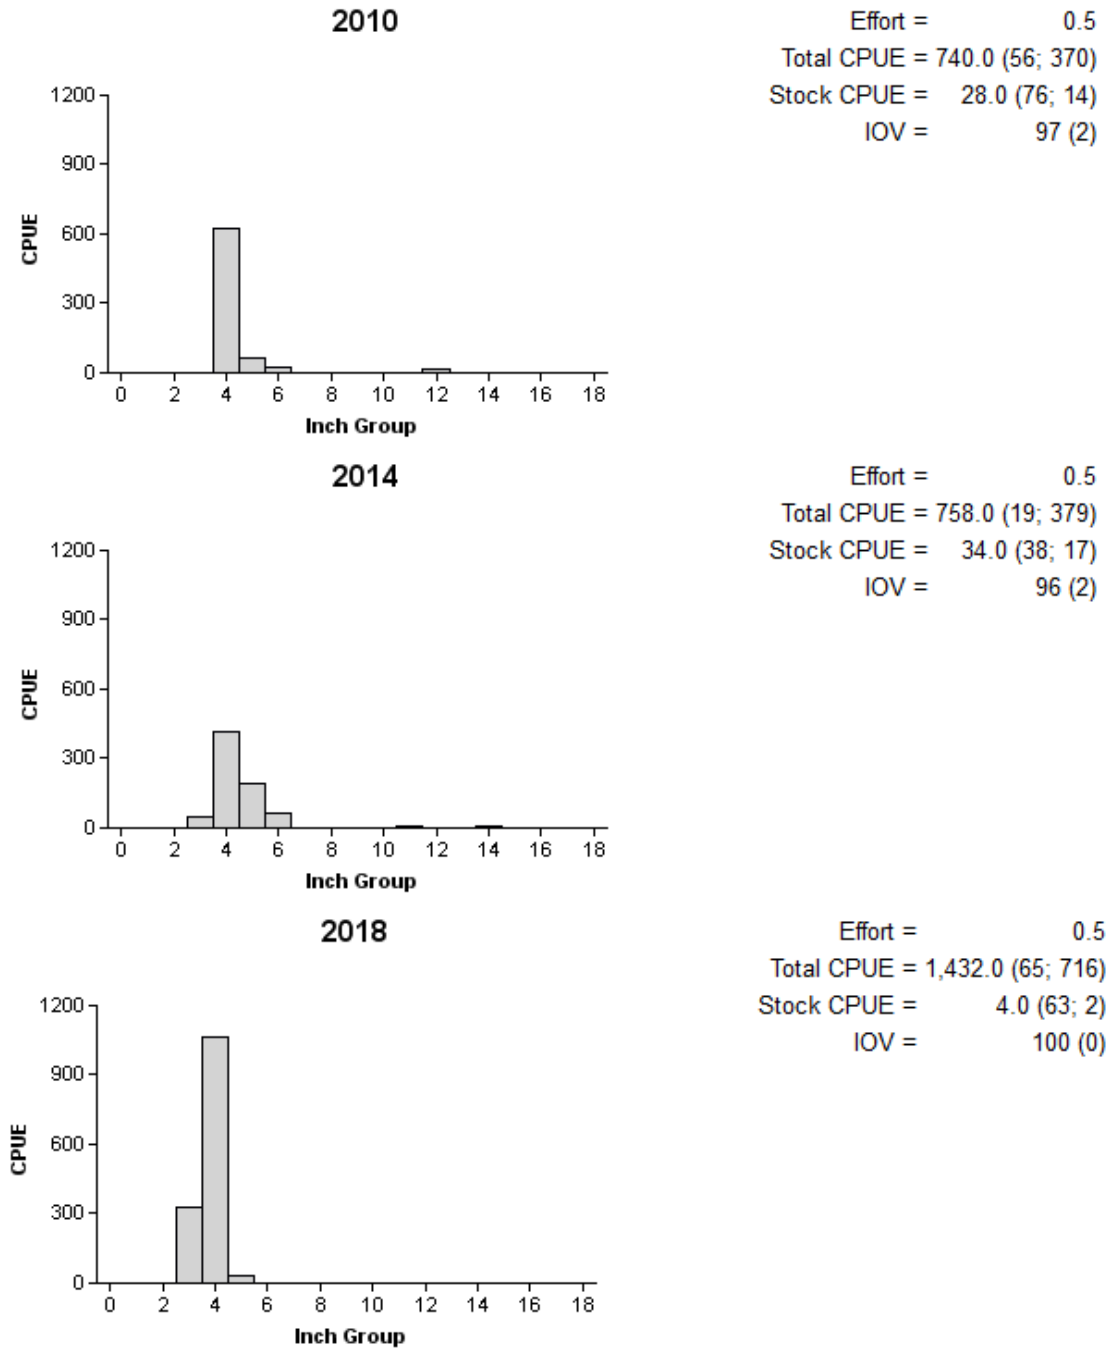 2010
Effort = 0.5
Total CPUE = 740.0 (56; 370)
Stock CPUE = 28.0 (76; 14)
IOV = 97 (2)
1200
900
600
300
0
CPUE
0 2 4 6 8 10 12 14 16 18
Inch Group
2014
Effort = 0.5
Total CPUE = 758.0 (19; 379)
Stock CPUE = 34.0 (38; 17)
IOV = 96 (2)
1200
900
600
300
0
CPUE
0 2 4 6 8 10 12 14 16 18
Inch Group
2018
Effort = 0.5
Total CPUE = 1,432.0 (65; 716)
Stock CPUE = 4.0 (63; 2)
IOV = 100 (0)
1200
900
600
300
0
CPUE
0 2 4 6 8 10 12 14 16 18
Inch Group